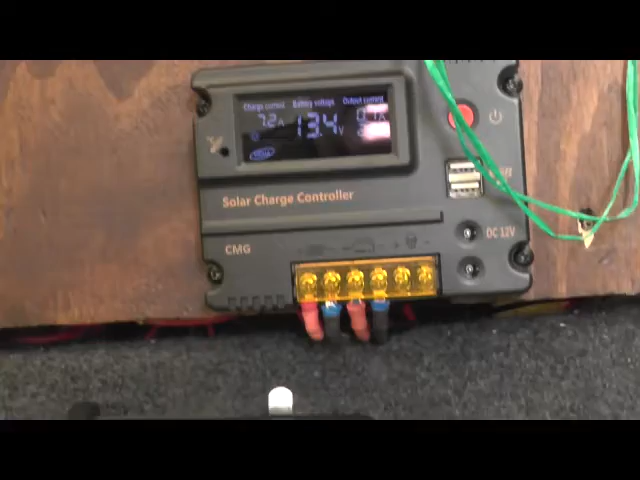 Charge current Battery voltage Output current
7.2A 13.4V
Solar Charge Controller
CMG
DC 12V